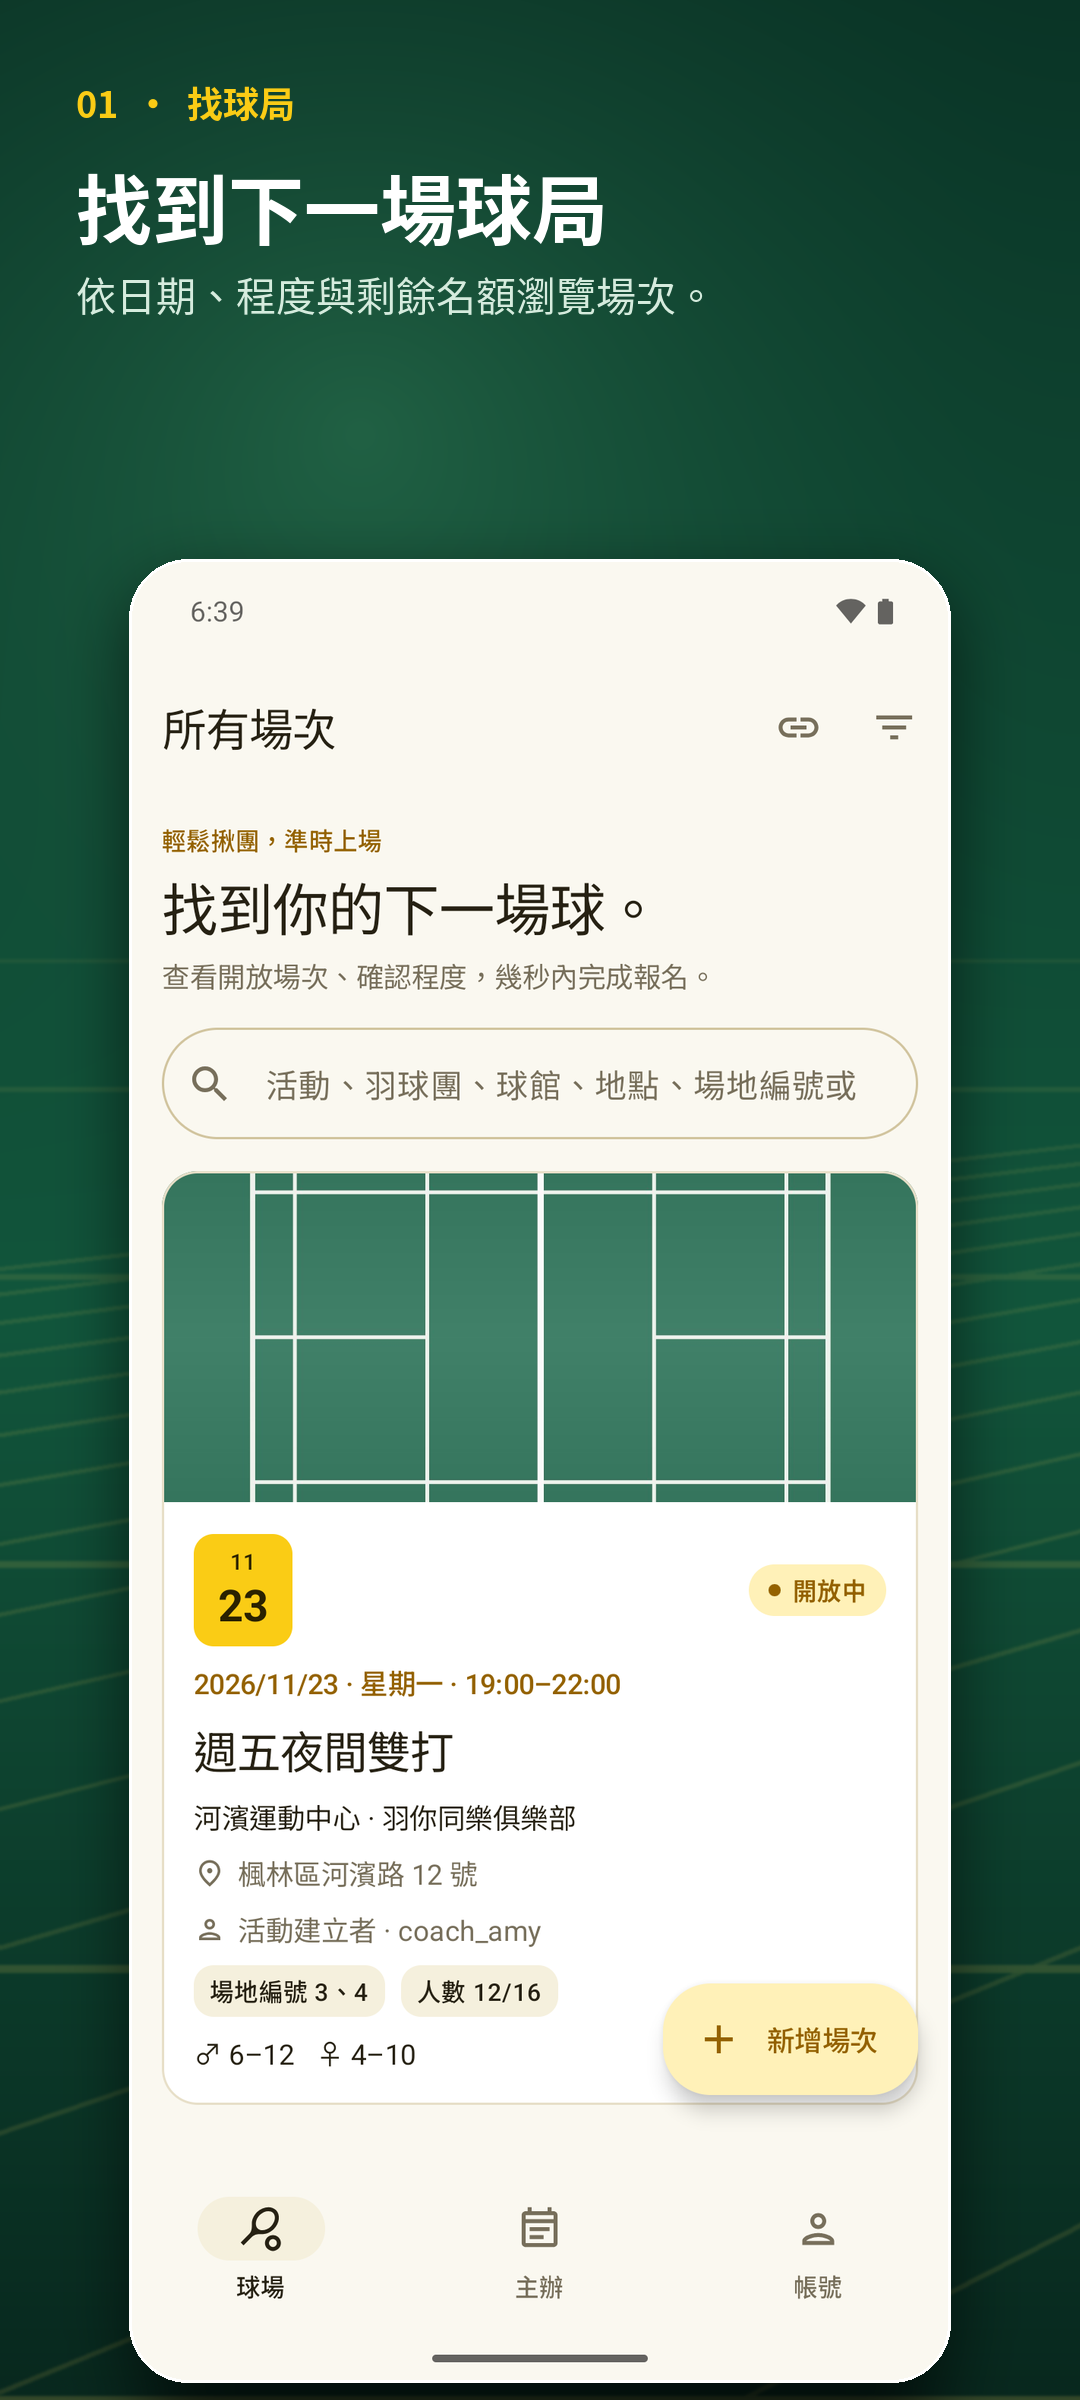 01 • 找球局
找到下一場球局
依日期、程度與剩餘名額瀏覽場次。
6:39
所有場次
輕鬆揪團，準時上場
找到你的下一場球。
查看開放場次、確認程度，幾秒內完成報名。
活動、羽球團、球館、地點、場地編號或
11
23
開放中
2026/11/23 · 星期一 · 19:00–22:00
週五夜間雙打
河濱運動中心 · 羽你同樂俱樂部
楓林區河濱路 12 號
活動建立者 · coach_amy
場地編號 3、4
人數 12/16
♂ 6–12 ♀ 4–10
新增場次
球場
主辦
帳號